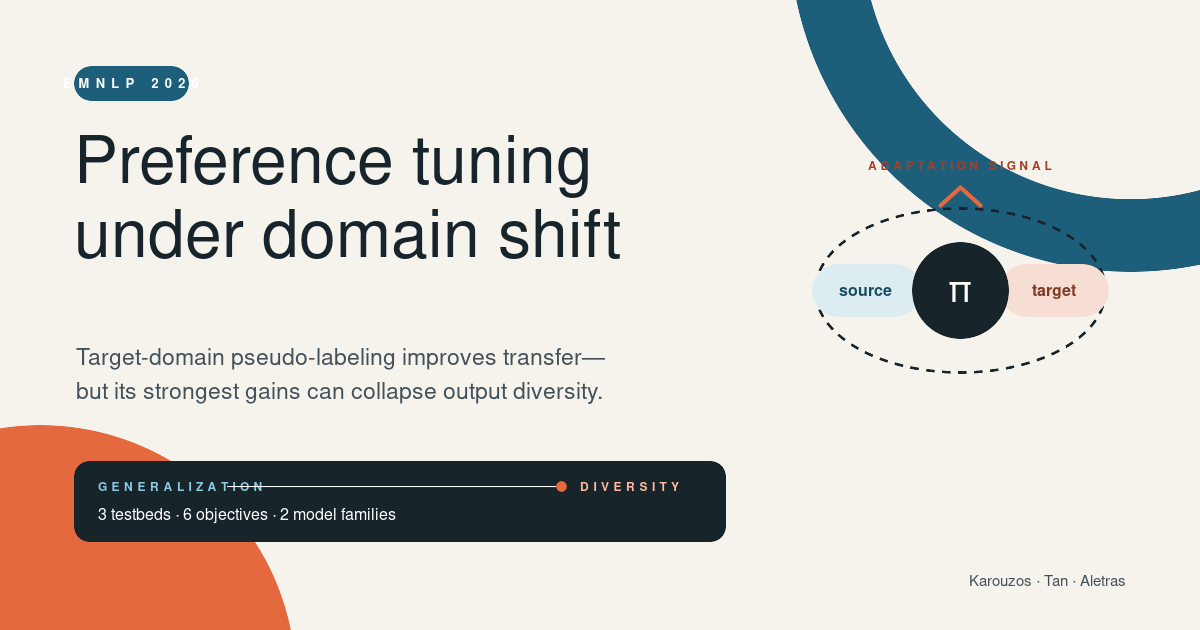 EMNLP 2026
Preference tuning
under domain shift
Target-domain pseudo-labeling improves transfer—
but its strongest gains can collapse output diversity.
GENERALIZATION
DIVERSITY
3 testbeds · 6 objectives · 2 model families
ADAPTATION SIGNAL
source
π
target
Karouzos · Tan · Aletras